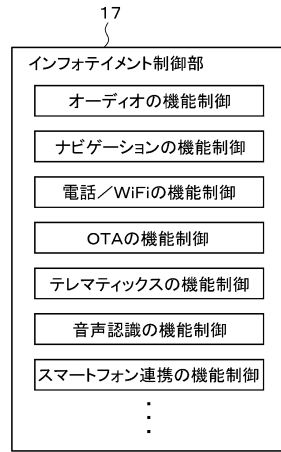 17
インフォテイメント制御部
オーディオの機能制御
ナビゲーションの機能制御
電話／WiFiの機能制御
OTAの機能制御
テレマティックスの機能制御
音声認識の機能制御
スマートフォン連携の機能制御